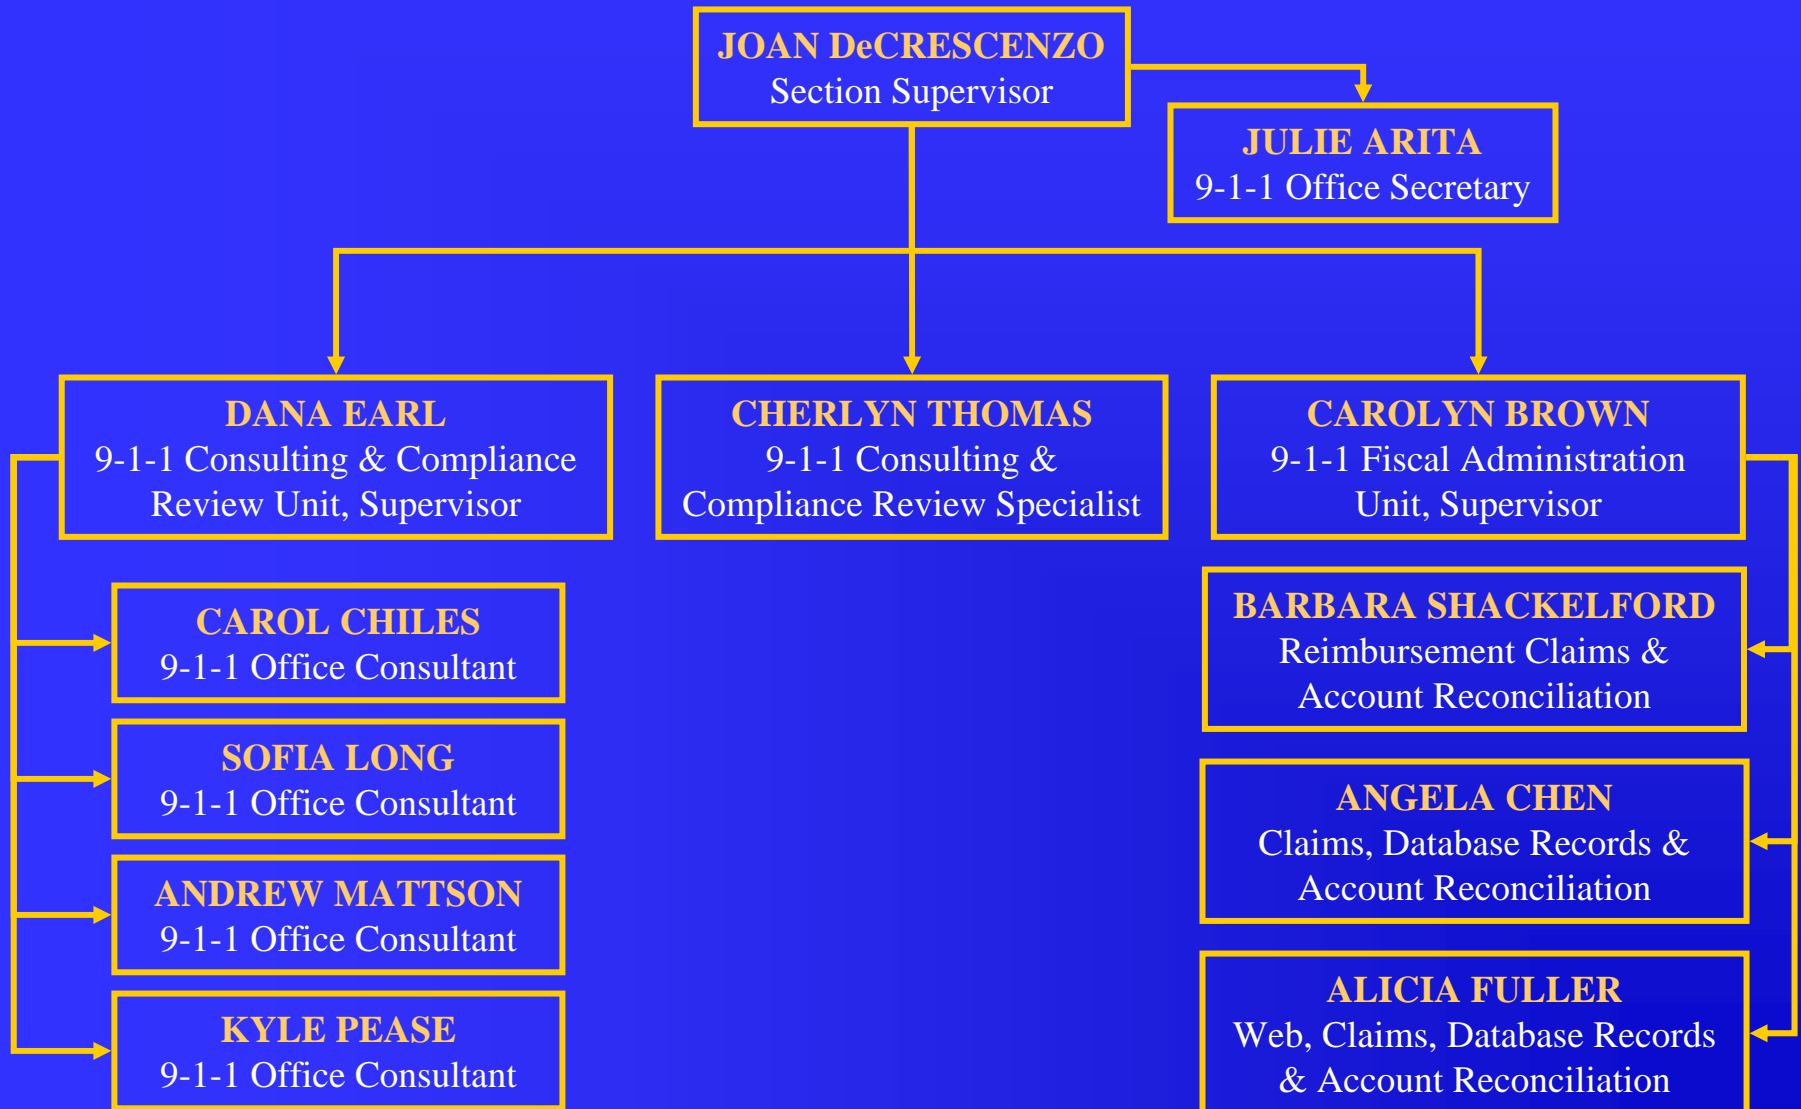 JOAN DeCRESCENZO
Section Supervisor
JULIE ARITA
9-1-1 Office Secretary
DANA EARL
9-1-1 Consulting & Compliance
Review Unit, Supervisor
CHERLYN THOMAS
9-1-1 Consulting &
Compliance Review Specialist
CAROLYN BROWN
9-1-1 Fiscal Administration
Unit, Supervisor
CAROL CHILES
9-1-1 Office Consultant
SOFIA LONG
9-1-1 Office Consultant
ANDREW MATTSON
9-1-1 Office Consultant
KYLE PEASE
9-1-1 Office Consultant
BARBARA SHACKELFORD
Reimbursement Claims &
Account Reconciliation
ANGELA CHEN
Claims, Database Records &
Account Reconciliation
ALICIA FULLER
Web, Claims, Database Records
& Account Reconciliation